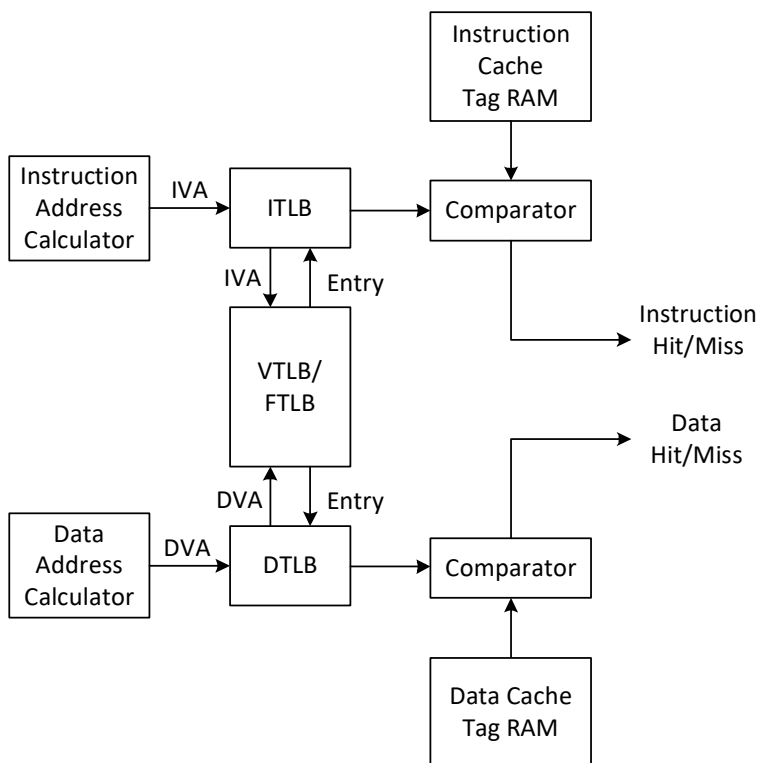 Instruction
Cache
Tag RAM
Instruction
Address
Calculator
IVA
ITLB
Comparator
IVA
Entry
Instruction
Hit/Miss
VTLB/
FTLB
Data
Hit/Miss
DVA
Entry
Data
Address
Calculator
DVA
DTLB
Comparator
Data Cache
Tag RAM